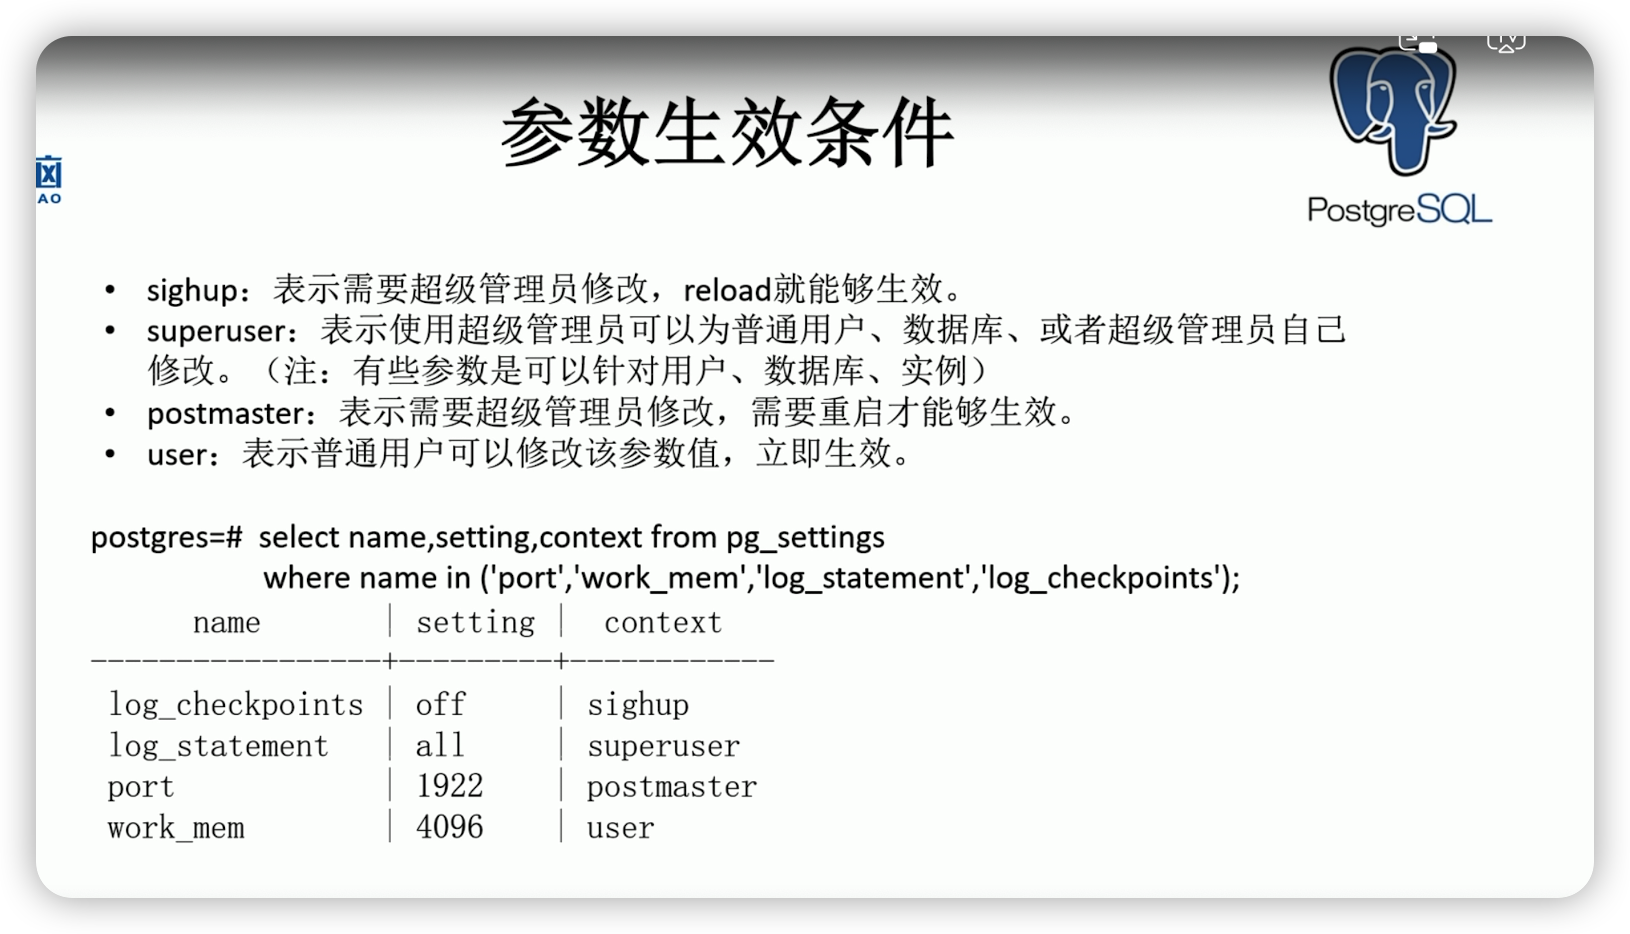 参数生效条件
AO
PostgreSQL
• sighup：表示需要超级管理员修改，reload就能够生效。
• superuser：表示使用超级管理员可以为普通用户、数据库、或者超级管理员自己
修改。（注：有些参数是可以针对用户、数据库、实例）
• postmaster：表示需要超级管理员修改，需要重启才能够生效。
• user：表示普通用户可以修改该参数值，立即生效。
postgres=# select name,setting,context from pg_settings
where name in ('port','work_mem','log_statement','log_checkpoints');
name | setting | context
-----------------+---------+------------
log_checkpoints | off | sighup
log_statement | all | superuser
port | 1922 | postmaster
work_mem | 4096 | user